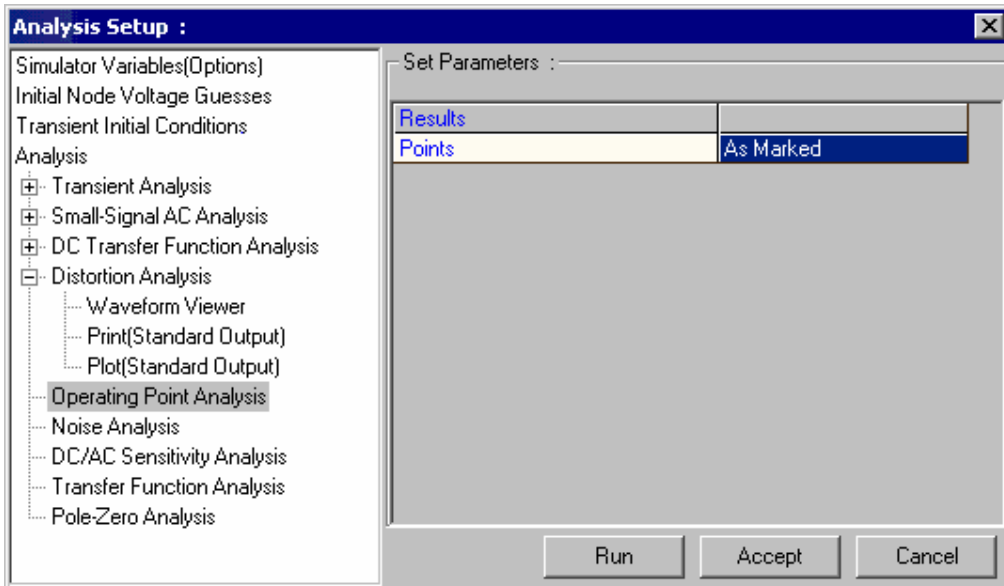 Analysis Setup :
Simulator Variables(Options)
Initial Node Voltage Guesses
Transient Initial Conditions
Analysis
Transient Analysis
Small-Signal AC Analysis
DC Transfer Function Analysis
Distortion Analysis
Waveform Viewer
Print(Standard Output)
Plot(Standard Output)
Operating Point Analysis
Noise Analysis
DC/AC Sensitivity Analysis
Transfer Function Analysis
Pole-Zero Analysis
Set Parameters :
Results
Points As Marked
Run Accept Cancel